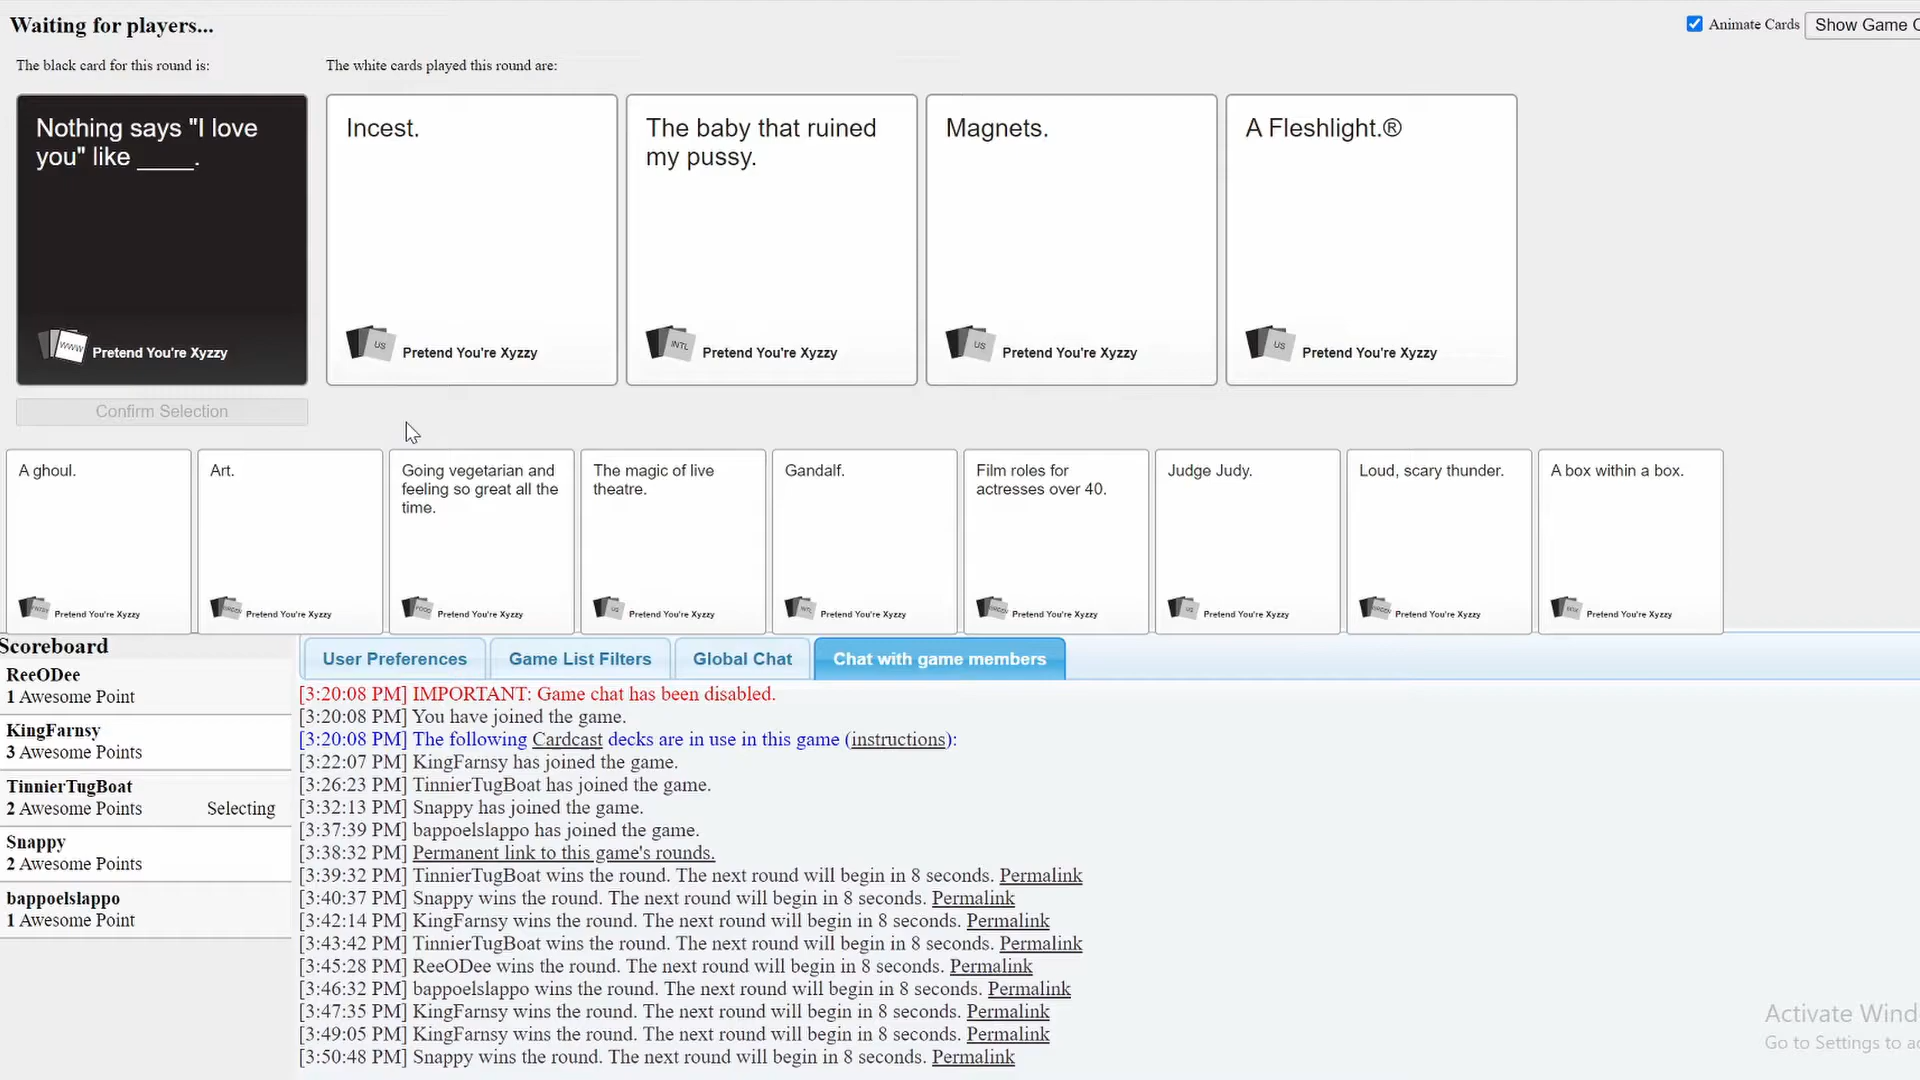 Waiting for players...
Animate Cards
Show Game
The black card for this round is:
The white cards played this round are:
Nothing says "I love
you" like ____.
WWW
Pretend You're Xyzzy
Incest.
US
Pretend You're Xyzzy
The baby that ruined
my pussy.
INTL
Pretend You're Xyzzy
Magnets.
US
Pretend You're Xyzzy
A Fleshlight.®
US
Pretend You're Xyzzy
Confirm Selection
A ghoul.
Pretend You're Xyzzy
Art.
Pretend You're Xyzzy
Going vegetarian and
feeling so great all the
time.
Pretend You're Xyzzy
The magic of live
theatre.
US
Pretend You're Xyzzy
Gandalf.
INTL
Pretend You're Xyzzy
Film roles for
actresses over 40.
Pretend You're Xyzzy
Judge Judy.
US
Pretend You're Xyzzy
Loud, scary thunder.
Pretend You're Xyzzy
A box within a box.
BOX
Pretend You're Xyzzy
Scoreboard
ReeODee
1 Awesome Point
KingFarnsy
3 Awesome Points
TinnierTugBoat
2 Awesome Points Selecting
Snappy
2 Awesome Points
bappoelslappo
1 Awesome Point
User Preferences
Game List Filters
Global Chat
Chat with game members
[3:20:08 PM] IMPORTANT: Game chat has been disabled.
[3:20:08 PM] You have joined the game.
[3:20:08 PM] The following Cardcast decks are in use in this game (instructions):
[3:22:07 PM] KingFarnsy has joined the game.
[3:26:23 PM] TinnierTugBoat has joined the game.
[3:32:13 PM] Snappy has joined the game.
[3:37:39 PM] bappoelslappo has joined the game.
[3:38:32 PM] Permanent link to this game's rounds.
[3:39:32 PM] TinnierTugBoat wins the round. The next round will begin in 8 seconds. Permalink
[3:40:37 PM] Snappy wins the round. The next round will begin in 8 seconds. Permalink
[3:42:14 PM] KingFarnsy wins the round. The next round will begin in 8 seconds. Permalink
[3:43:42 PM] TinnierTugBoat wins the round. The next round will begin in 8 seconds. Permalink
[3:45:28 PM] ReeODee wins the round. The next round will begin in 8 seconds. Permalink
[3:46:32 PM] bappoelslappo wins the round. The next round will begin in 8 seconds. Permalink
[3:47:35 PM] KingFarnsy wins the round. The next round will begin in 8 seconds. Permalink
[3:49:05 PM] KingFarnsy wins the round. The next round will begin in 8 seconds. Permalink
[3:50:48 PM] Snappy wins the round. The next round will begin in 8 seconds. Permalink
Activate Wind
Go to Settings to a